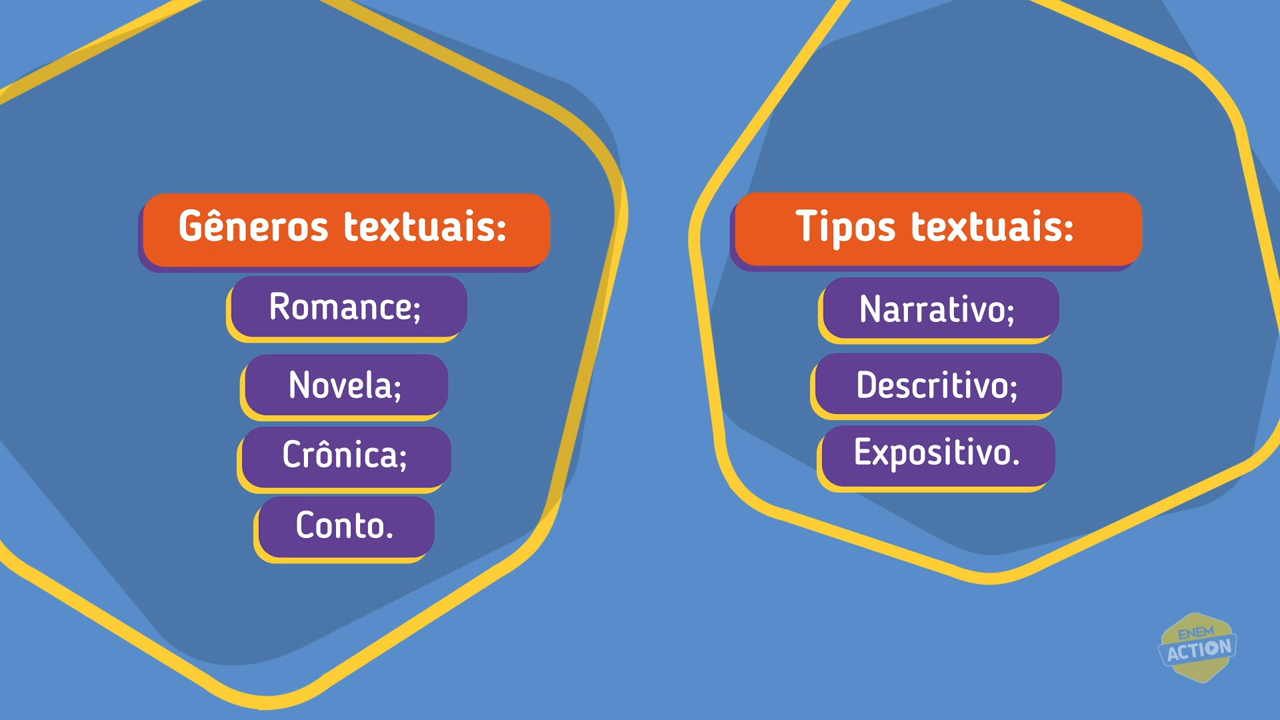 Gêneros textuais:
Romance;
Novela;
Crônica;
Conto.
Tipos textuais:
Narrativo;
Descritivo;
Expositivo.
ENEM
ACTION